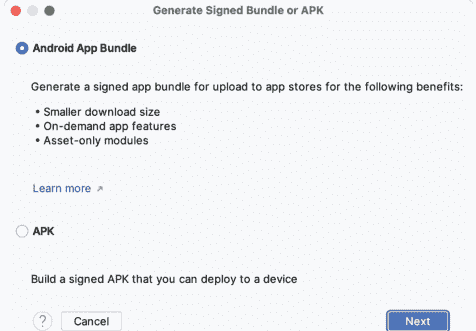 Generate Signed Bundle or APK
Android App Bundle
Generate a signed app bundle for upload to app stores for the following benefits:
• Smaller download size
• On-demand app features
• Asset-only modules
Learn more ↗
APK
Build a signed APK that you can deploy to a device
? Cancel Next